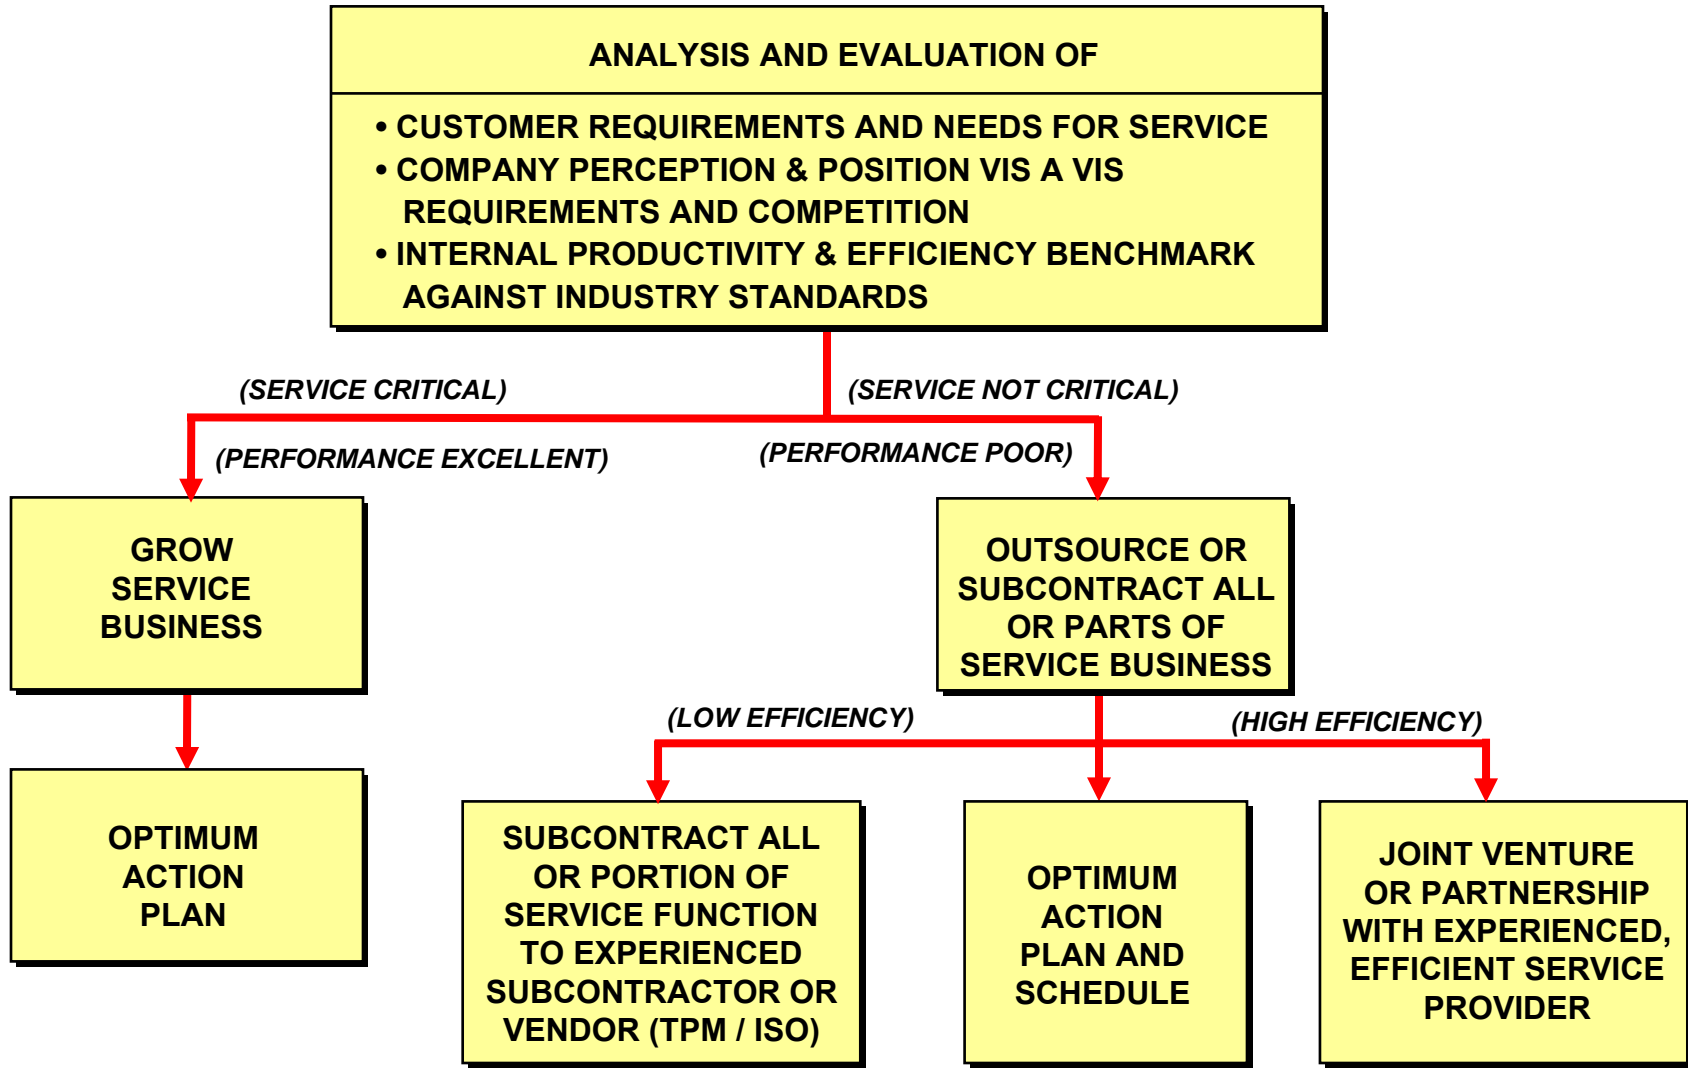 ANALYSIS AND EVALUATION OF
• CUSTOMER REQUIREMENTS AND NEEDS FOR SERVICE
• COMPANY PERCEPTION & POSITION VIS A VIS
REQUIREMENTS AND COMPETITION
• INTERNAL PRODUCTIVITY & EFFICIENCY BENCHMARK
AGAINST INDUSTRY STANDARDS
(SERVICE CRITICAL)
(SERVICE NOT CRITICAL)
(PERFORMANCE EXCELLENT)
(PERFORMANCE POOR)
GROW
SERVICE
BUSINESS
OUTSOURCE OR
SUBCONTRACT ALL
OR PARTS OF
SERVICE BUSINESS
(LOW EFFICIENCY)
(HIGH EFFICIENCY)
OPTIMUM
ACTION
PLAN
SUBCONTRACT ALL
OR PORTION OF
SERVICE FUNCTION
TO EXPERIENCED
SUBCONTRACTOR OR
VENDOR (TPM / ISO)
OPTIMUM
ACTION
PLAN AND
SCHEDULE
JOINT VENTURE
OR PARTNERSHIP
WITH EXPERIENCED,
EFFICIENT SERVICE
PROVIDER